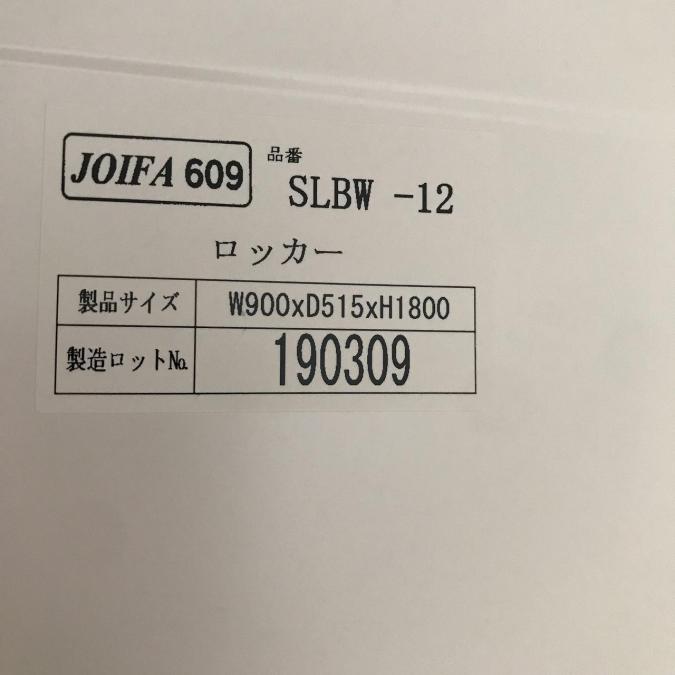 JOIFA 609
品番
SLBW -12
ロッカー
製品サイズ W900xD515xH1800
製造ロット№ 190309